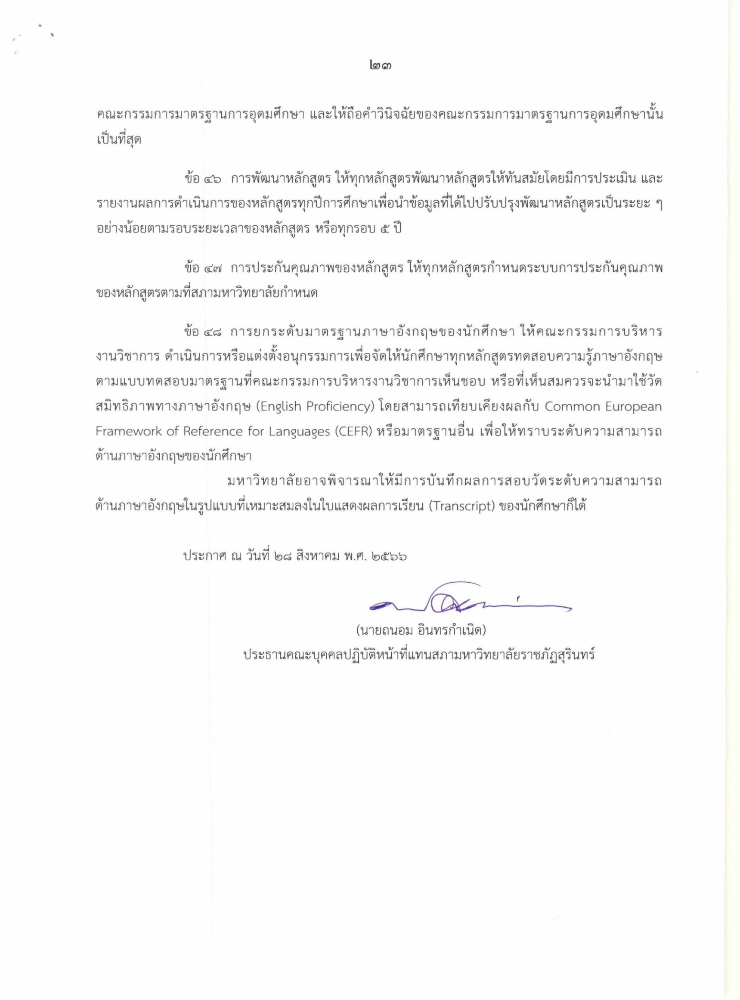 ๒๓
คณะกรรมการมาตรฐานการอุดมศึกษา และให้ถือคำวินิจฉัยของคณะกรรมการมาตรฐานการอุดมศึกษานั้น
เป็นที่สุด
ข้อ ๔๖ การพัฒนาหลักสูตร ให้ทุกหลักสูตรพัฒนาหลักสูตรให้ทันสมัยโดยมีการประเมิน และ
รายงานผลการดำเนินการของหลักสูตรทุกปีการศึกษาเพื่อนำข้อมูลที่ได้ไปปรับปรุงพัฒนาหลักสูตรเป็นระยะ ๆ
อย่างน้อยตามรอบระยะเวลาของหลักสูตร หรือทุกรอบ ๕ ปี
ข้อ ๔๗ การประกันคุณภาพของหลักสูตร ให้ทุกหลักสูตรกำหนดระบบการประกันคุณภาพ
ของหลักสูตรตามที่สภามหาวิทยาลัยกำหนด
ข้อ ๔๘ การยกระดับมาตรฐานภาษาอังกฤษของนักศึกษา ให้คณะกรรมการบริหาร
งานวิชาการ ดำเนินการหรือแต่งตั้งอนุกรรมการเพื่อจัดให้นักศึกษาทุกหลักสูตรทดสอบความรู้ภาษาอังกฤษ
ตามแบบทดสอบมาตรฐานที่คณะกรรมการบริหารงานวิชาการเห็นชอบ หรือที่เห็นสมควรจะนำมาใช้วัด
สมิทธิภาพทางภาษาอังกฤษ (English Proficiency) โดยสามารถเทียบเคียงผลกับ Common European
Framework of Reference for Languages (CEFR) หรือมาตรฐานอื่น เพื่อให้ทราบระดับความสามารถ
ด้านภาษาอังกฤษของนักศึกษา
มหาวิทยาลัยอาจพิจารณาให้มีการบันทึกผลการสอบวัดระดับความสามารถ
ด้านภาษาอังกฤษในรูปแบบที่เหมาะสมลงในใบแสดงผลการเรียน (Transcript) ของนักศึกษาก็ได้
ประกาศ ณ วันที่ ๒๘ สิงหาคม พ.ศ. ๒๕๖๖
(นายถนอม อินทรกำเนิด)
ประธานคณะบุคคลปฏิบัติหน้าที่แทนสภามหาวิทยาลัยราชภัฏสุรินทร์